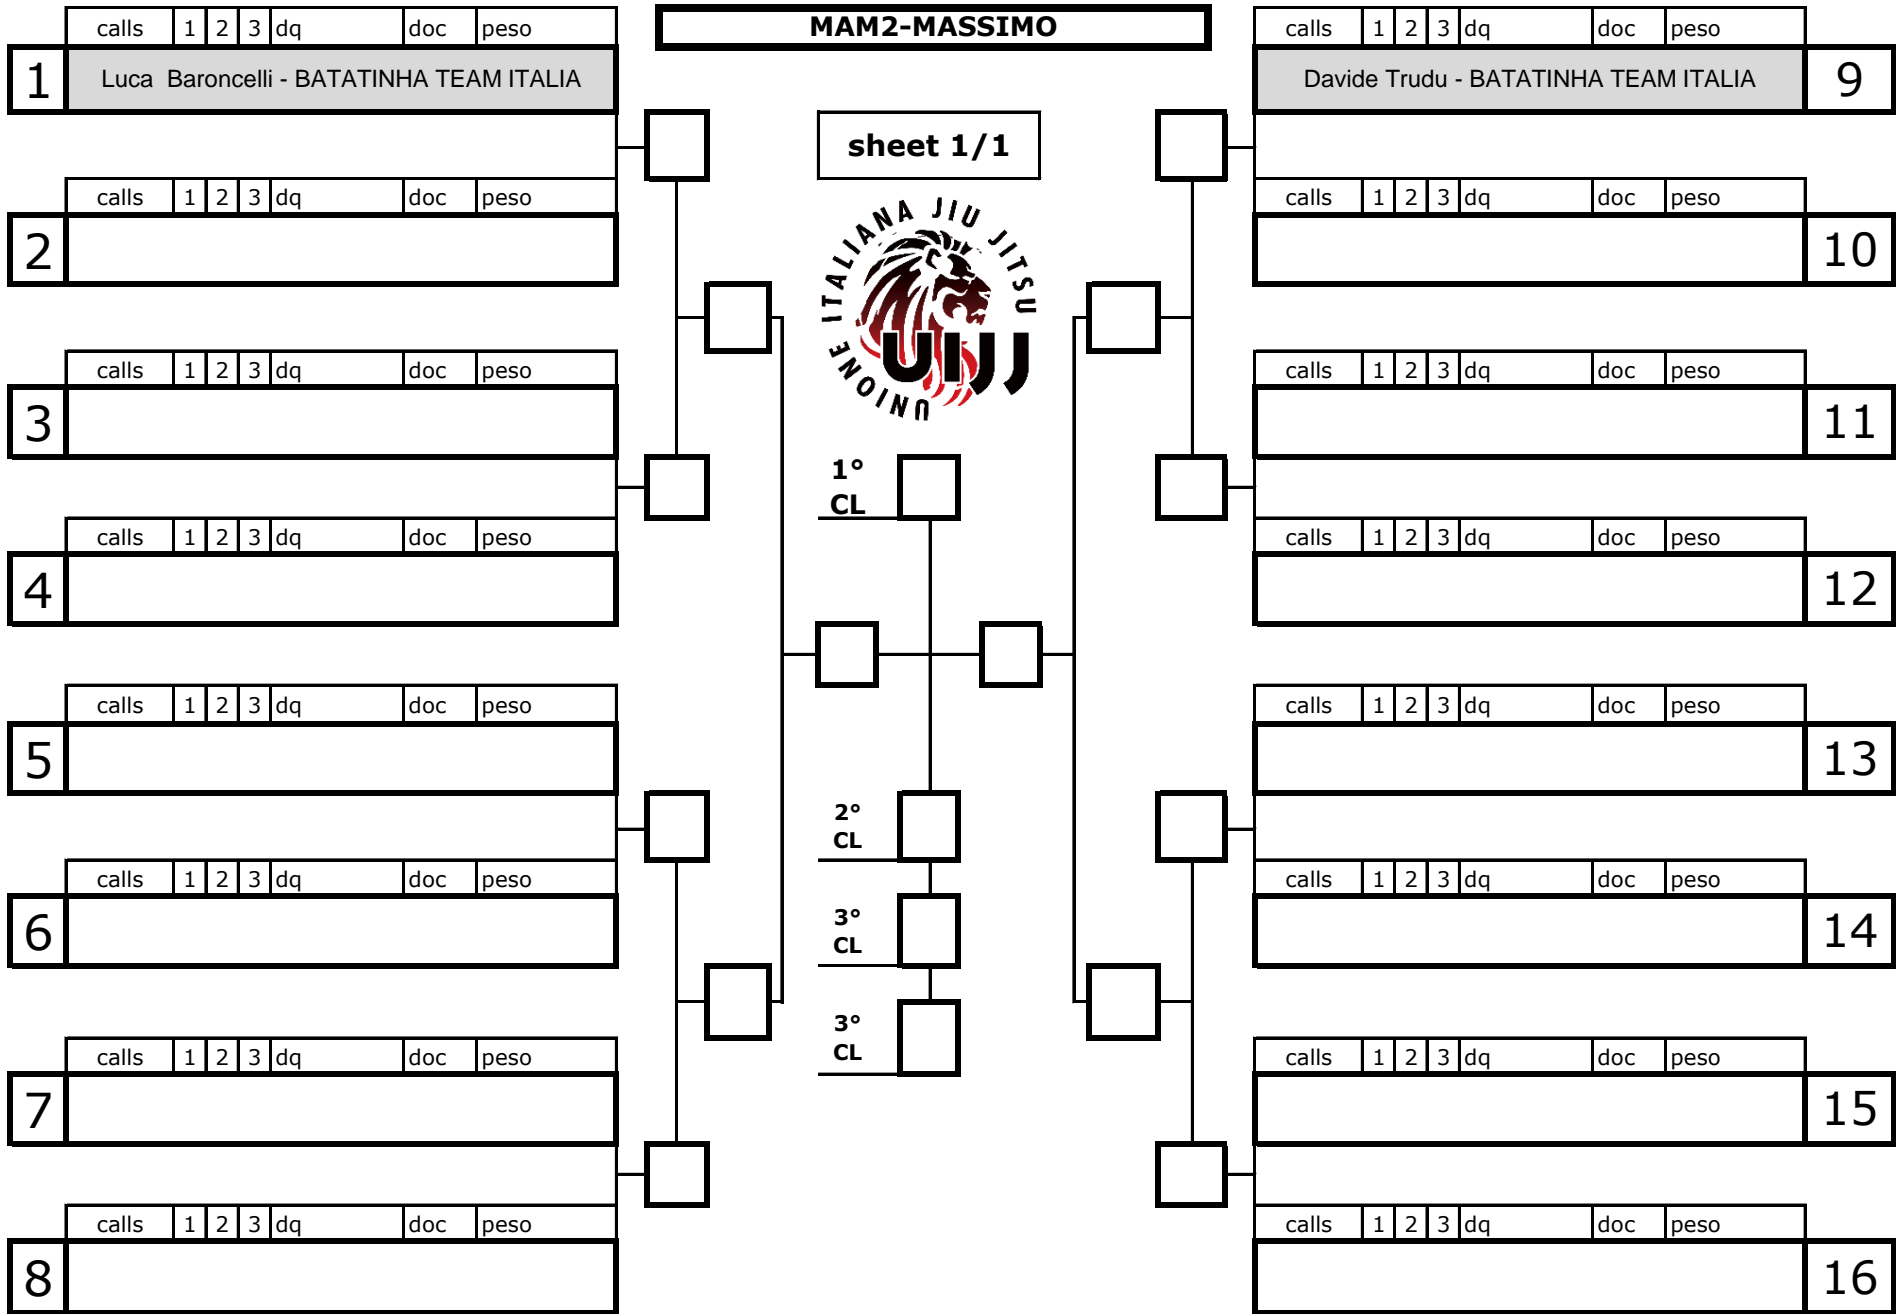 calls 1 2 3 dq doc peso
MAM2-MASSIMO
calls 1 2 3 dq doc peso
1 Luca  Baroncelli - BATATINHA TEAM ITALIA
Davide Trudu - BATATINHA TEAM ITALIA 9
sheet 1/1
calls 1 2 3 dq doc peso
calls 1 2 3 dq doc peso
2
10
UNIONE ITALIANA JIU JITSU
UIJJ
calls 1 2 3 dq doc peso
calls 1 2 3 dq doc peso
3
11
1°
CL
calls 1 2 3 dq doc peso
calls 1 2 3 dq doc peso
4
12
calls 1 2 3 dq doc peso
calls 1 2 3 dq doc peso
5
13
2°
CL
calls 1 2 3 dq doc peso
calls 1 2 3 dq doc peso
6
14
3°
CL
3°
CL
calls 1 2 3 dq doc peso
calls 1 2 3 dq doc peso
7
15
calls 1 2 3 dq doc peso
calls 1 2 3 dq doc peso
8
16